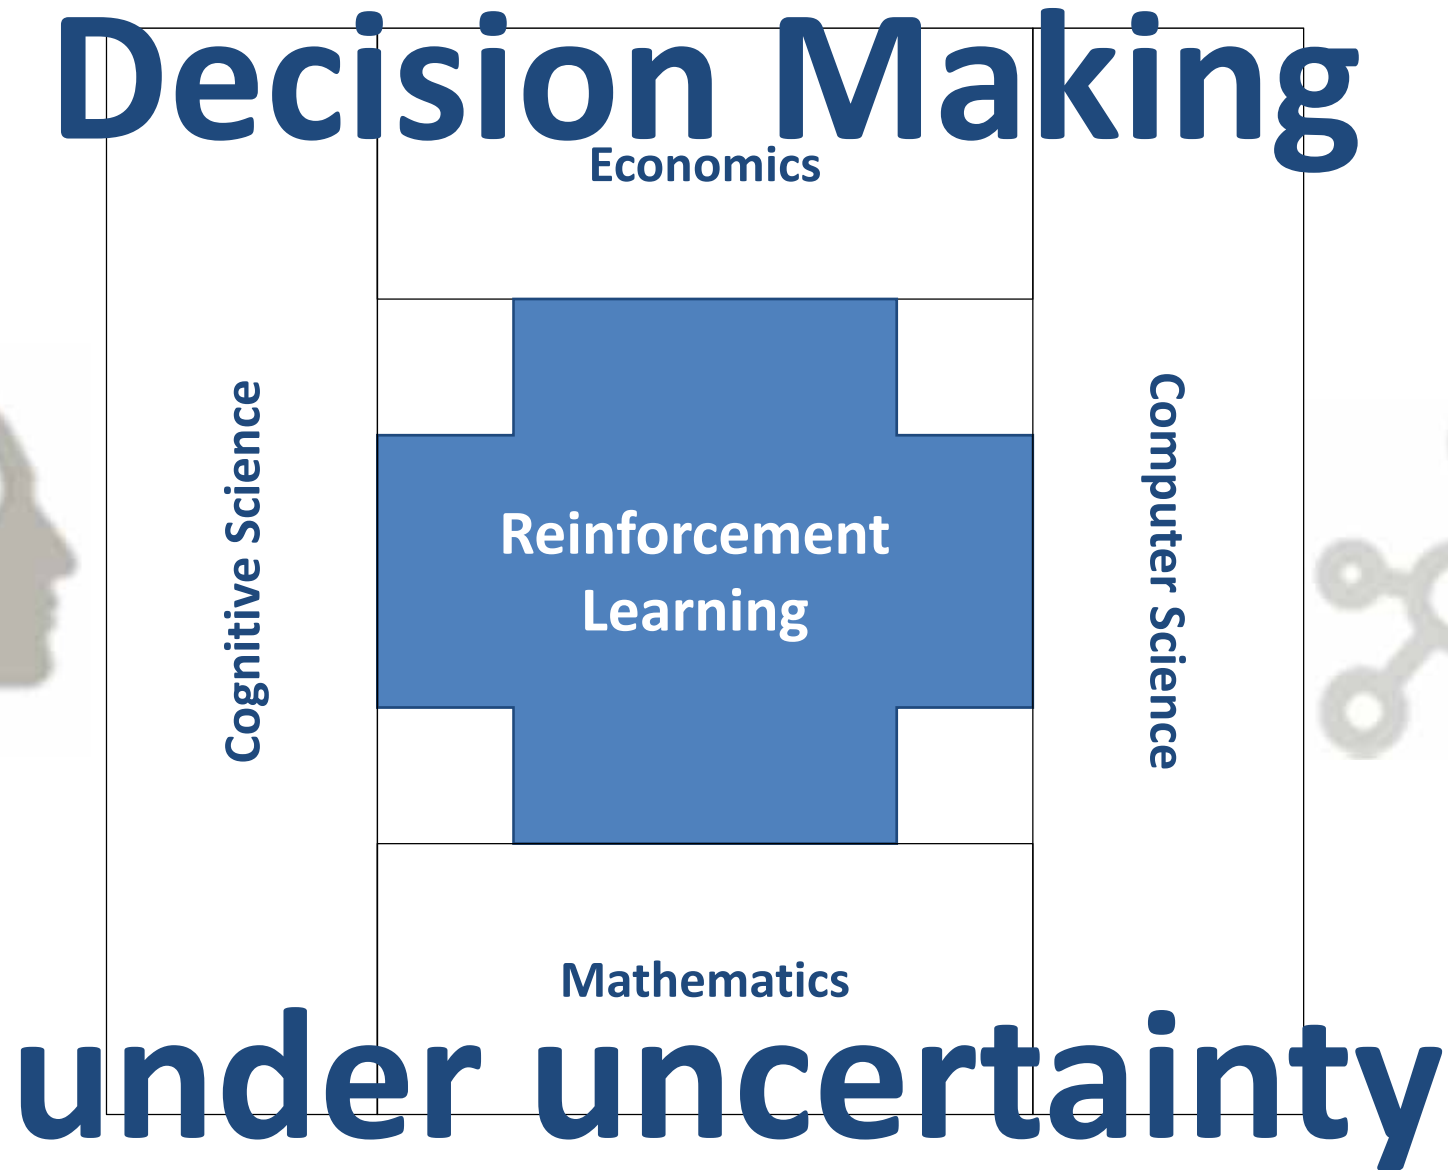 Decision Making
Economics
Cognitive Science
Reinforcement
Learning
Computer Science
Mathematics
under uncertainty